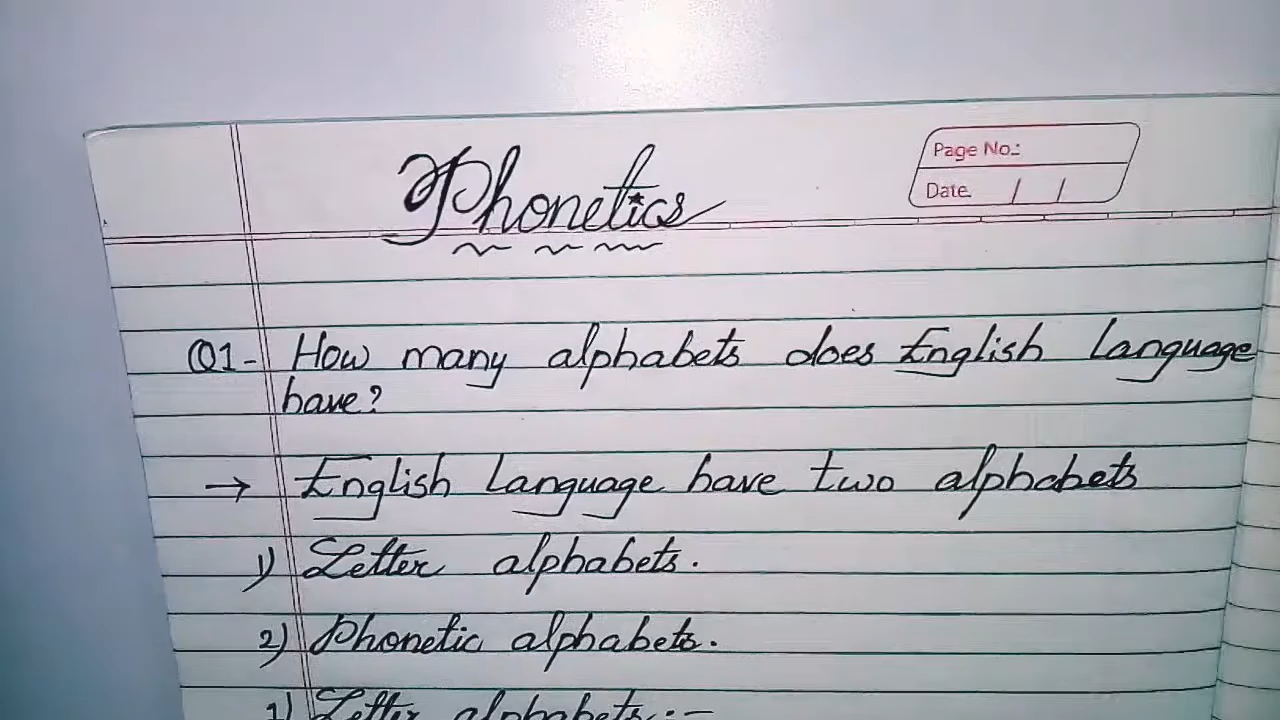 Phonetics
Page No.:
Date / /
Q1- How many alphabets does English Language
have?
→ English Language have two alphabets
1) Letter alphabets.
2) Phonetic alphabets.
1) Letter alphabets:-